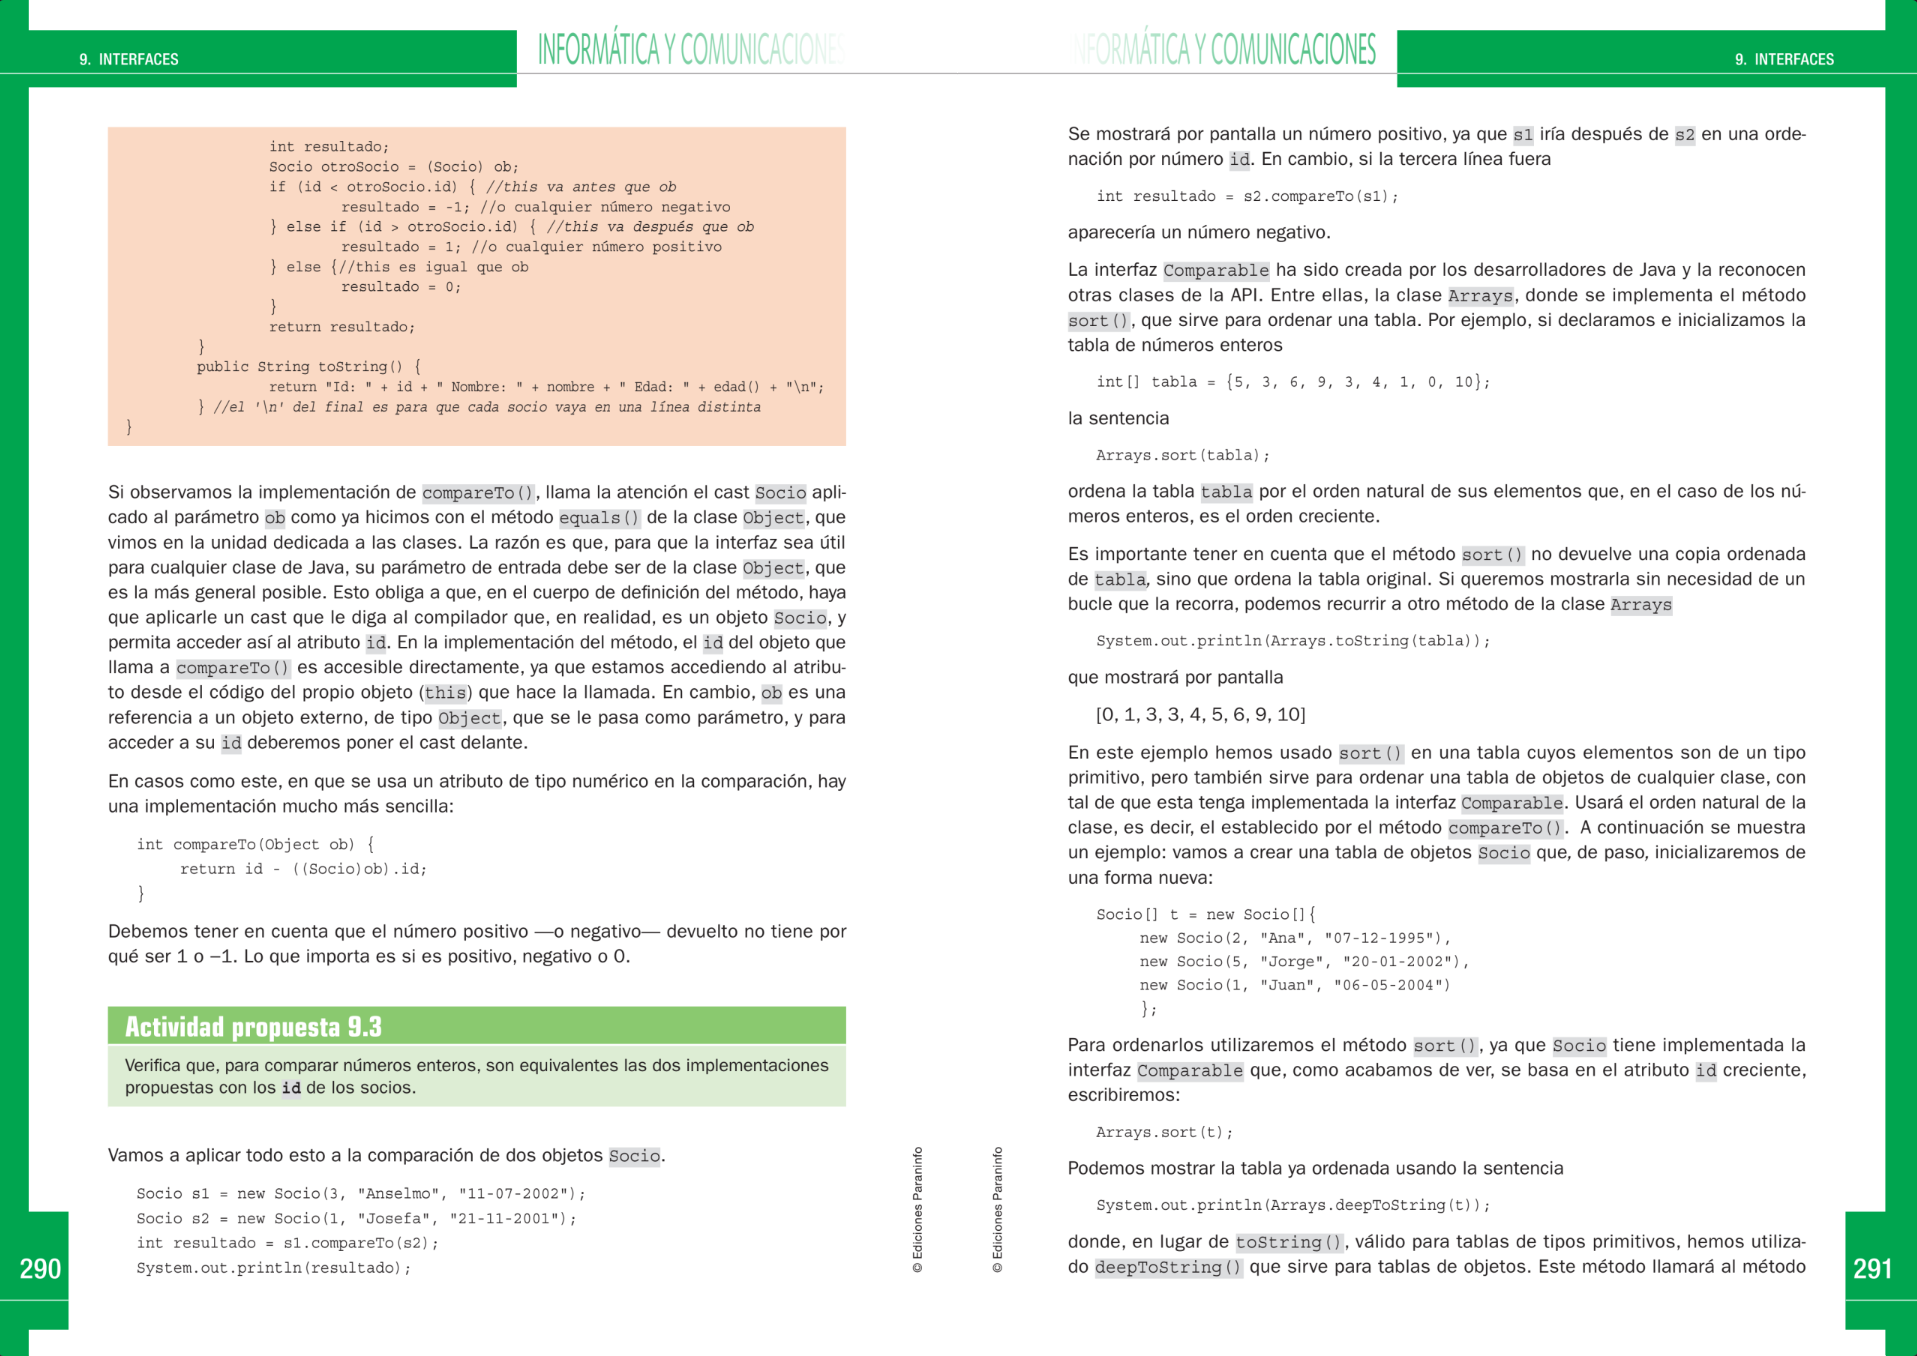 9. INTERFACES
INFORMÁTICA Y COMUNICACIONES
int resultado;
Socio otroSocio = (Socio) ob;
if (id < otroSocio.id) { //this va antes que ob
resultado = -1; //o cualquier número negativo
} else if (id > otroSocio.id) { //this va después que ob
resultado = 1; //o cualquier número positivo
} else {//this es igual que ob
resultado = 0;
}
return resultado;
}
public String toString() {
return "Id: " + id + " Nombre: " + nombre + " Edad: " + edad() + "\n";
} //el '\n' del final es para que cada socio vaya en una línea distinta
}
Si observamos la implementación de compareTo(), llama la atención el cast Socio apli-
cado al parámetro ob como ya hicimos con el método equals() de la clase Object, que
vimos en la unidad dedicada a las clases. La razón es que, para que la interfaz sea útil
para cualquier clase de Java, su parámetro de entrada debe ser de la clase Object, que
es la más general posible. Esto obliga a que, en el cuerpo de definición del método, haya
que aplicarle un cast que le diga al compilador que, en realidad, es un objeto Socio, y
permita acceder así al atributo id. En la implementación del método, el id del objeto que
llama a compareTo() es accesible directamente, ya que estamos accediendo al atribu-
to desde el código del propio objeto (this) que hace la llamada. En cambio, ob es una
referencia a un objeto externo, de tipo Object, que se le pasa como parámetro, y para
acceder a su id deberemos poner el cast delante.
En casos como este, en que se usa un atributo de tipo numérico en la comparación, hay
una implementación mucho más sencilla:
int compareTo(Object ob) {
return id - ((Socio)ob).id;
}
Debemos tener en cuenta que el número positivo —o negativo— devuelto no tiene por
qué ser 1 o −1. Lo que importa es si es positivo, negativo o 0.
Actividad propuesta 9.3
Verifica que, para comparar números enteros, son equivalentes las dos implementaciones
propuestas con los id de los socios.
Vamos a aplicar todo esto a la comparación de dos objetos Socio.
Socio s1 = new Socio(3, "Anselmo", "11-07-2002");
Socio s2 = new Socio(1, "Josefa", "21-11-2001");
int resultado = s1.compareTo(s2);
System.out.println(resultado);
290
© Ediciones Paraninfo
INFORMÁTICA Y COMUNICACIONES
9. INTERFACES
Se mostrará por pantalla un número positivo, ya que s1 iría después de s2 en una orde-
nación por número id. En cambio, si la tercera línea fuera
int resultado = s2.compareTo(s1);
aparecería un número negativo.
La interfaz Comparable ha sido creada por los desarrolladores de Java y la reconocen
otras clases de la API. Entre ellas, la clase Arrays, donde se implementa el método
sort(), que sirve para ordenar una tabla. Por ejemplo, si declaramos e inicializamos la
tabla de números enteros
int[] tabla = {5, 3, 6, 9, 3, 4, 1, 0, 10};
la sentencia
Arrays.sort(tabla);
ordena la tabla tabla por el orden natural de sus elementos que, en el caso de los nú-
meros enteros, es el orden creciente.
Es importante tener en cuenta que el método sort() no devuelve una copia ordenada
de tabla, sino que ordena la tabla original. Si queremos mostrarla sin necesidad de un
bucle que la recorra, podemos recurrir a otro método de la clase Arrays
System.out.println(Arrays.toString(tabla));
que mostrará por pantalla
[0, 1, 3, 3, 4, 5, 6, 9, 10]
En este ejemplo hemos usado sort() en una tabla cuyos elementos son de un tipo
primitivo, pero también sirve para ordenar una tabla de objetos de cualquier clase, con
tal de que esta tenga implementada la interfaz Comparable. Usará el orden natural de la
clase, es decir, el establecido por el método compareTo(). A continuación se muestra
un ejemplo: vamos a crear una tabla de objetos Socio que, de paso, inicializaremos de
una forma nueva:
Socio[] t = new Socio[]{
new Socio(2, "Ana", "07-12-1995"),
new Socio(5, "Jorge", "20-01-2002"),
new Socio(1, "Juan", "06-05-2004")
};
Para ordenarlos utilizaremos el método sort(), ya que Socio tiene implementada la
interfaz Comparable que, como acabamos de ver, se basa en el atributo id creciente,
escribiremos:
Arrays.sort(t);
Podemos mostrar la tabla ya ordenada usando la sentencia
System.out.println(Arrays.deepToString(t));
donde, en lugar de toString(), válido para tablas de tipos primitivos, hemos utiliza-
do deepToString() que sirve para tablas de objetos. Este método llamará al método
© Ediciones Paraninfo
291